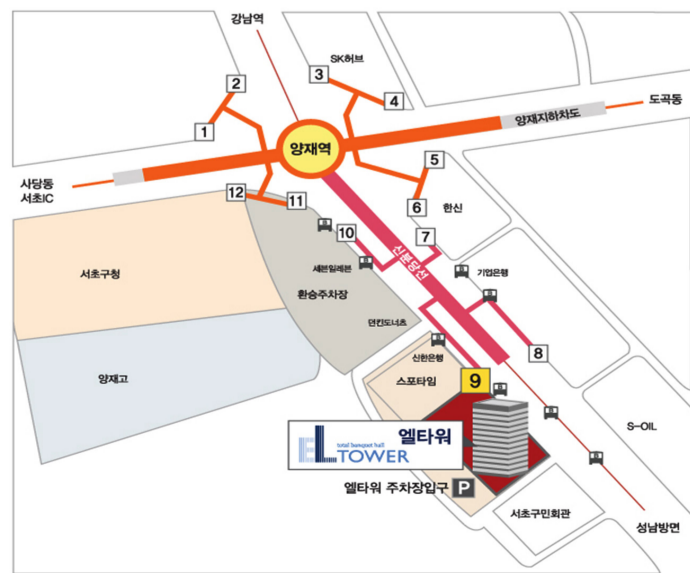 강남역
SK허브
3
2
4
도곡동
양재지하차도
1
양재역
5
사당동
서초IC
12
11
6
한신
10
7
신분당선
세븐일레븐
기업은행
서초구청
환승주차장
던킨도너츠
8
신한은행
양재고
스포타임
9
S-OIL
엘타워
total banquet hall
EL TOWER
엘타워 주차장입구 P
서초구민회관
성남방면